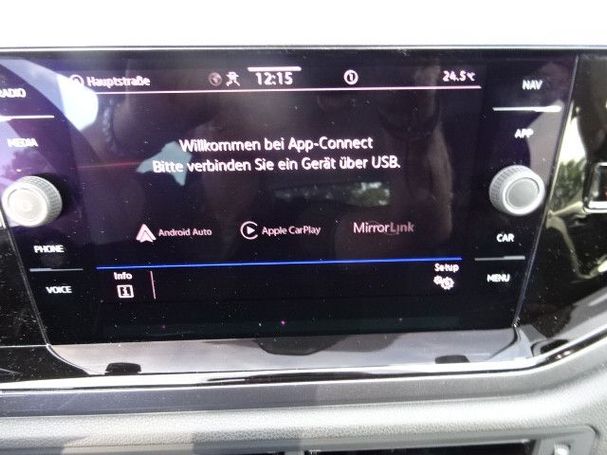 Hauptstraße 12:15 24.5℃
RADIO
NAV
MEDIA
APP
Willkommen bei App-Connect
Bitte verbinden Sie ein Gerät über USB.
Android Auto Apple CarPlay MirrorLink
PHONE
CAR
Info
Setup
VOICE
MENU